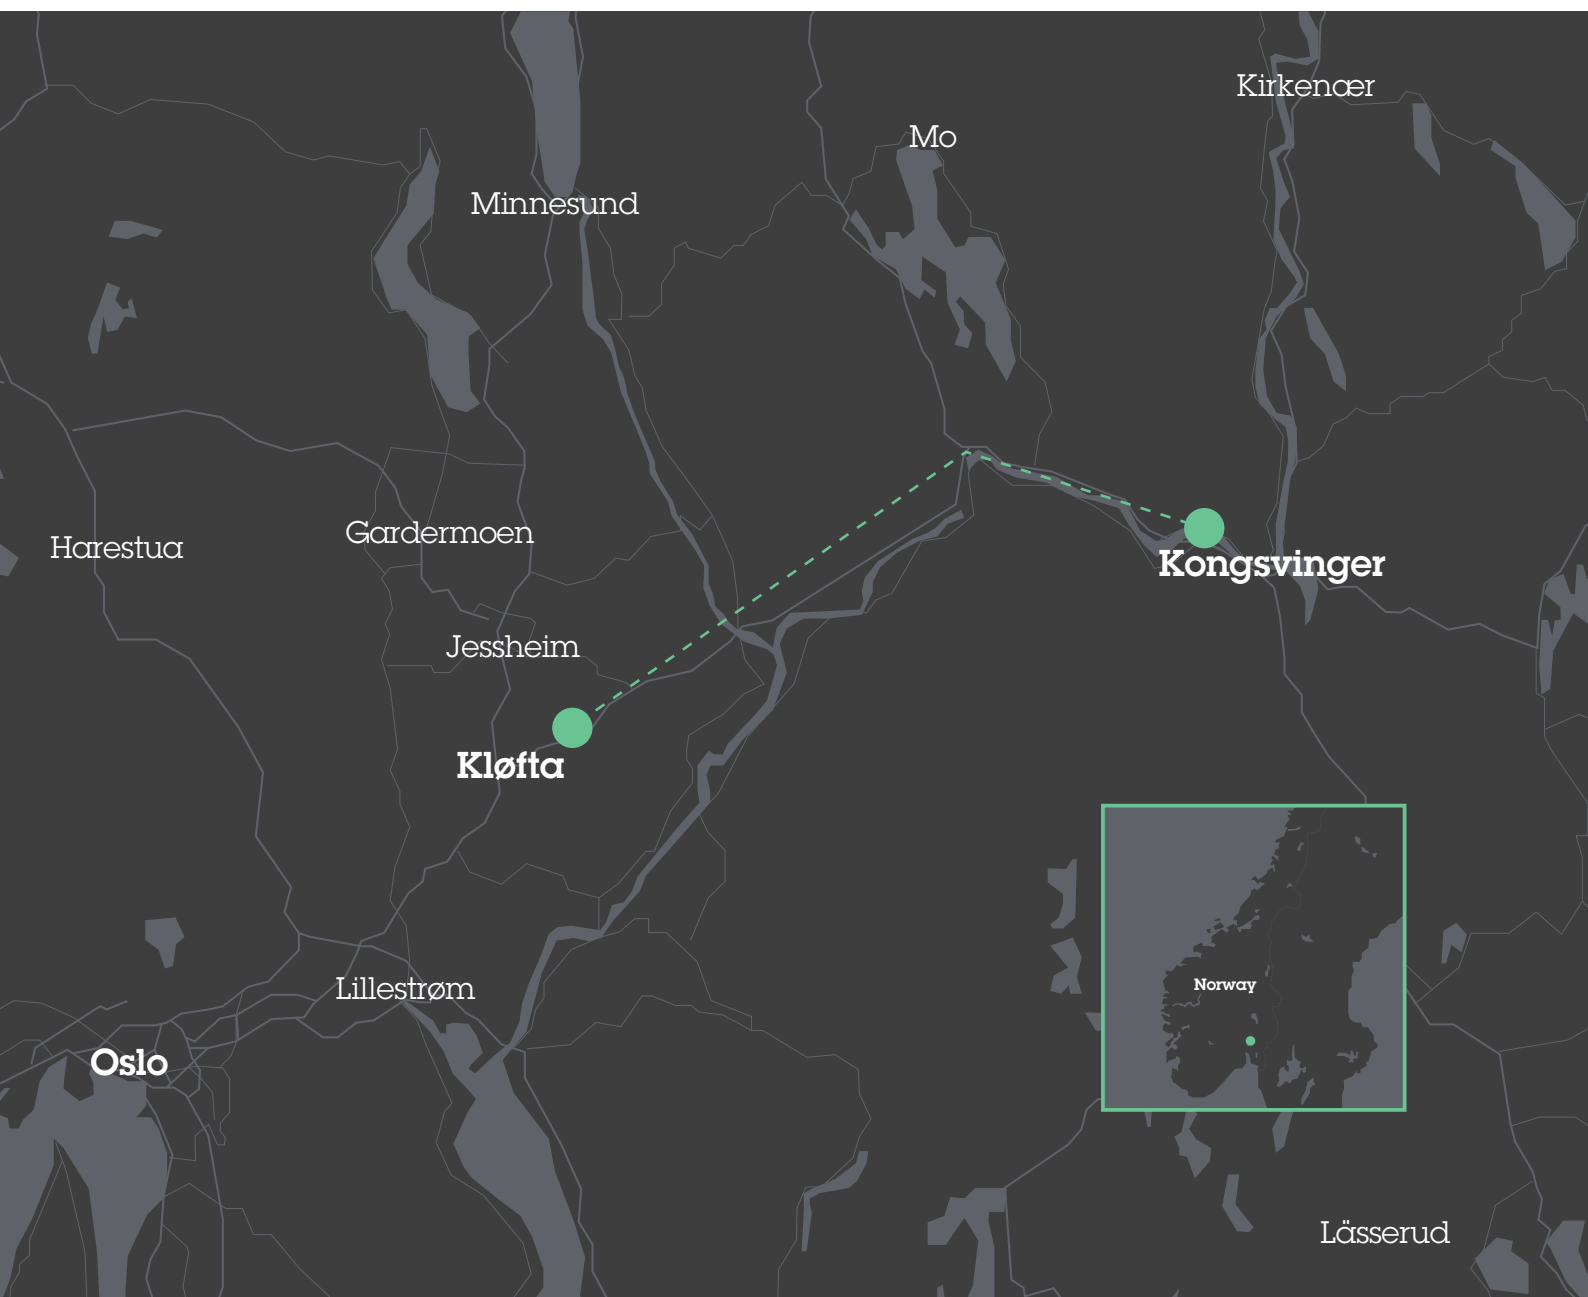 Kirkenær
Mo
Minnesund
Harestua
Gardermoen
Kongsvinger
Jessheim
Kløfta
Lillestrøm
Norway
Oslo
Lässerud